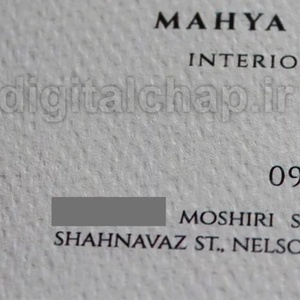 MAHYA
INTERIO
digitalchap.ir
09
MOSHIRI S
SHAHNAVAZ ST., NELSO